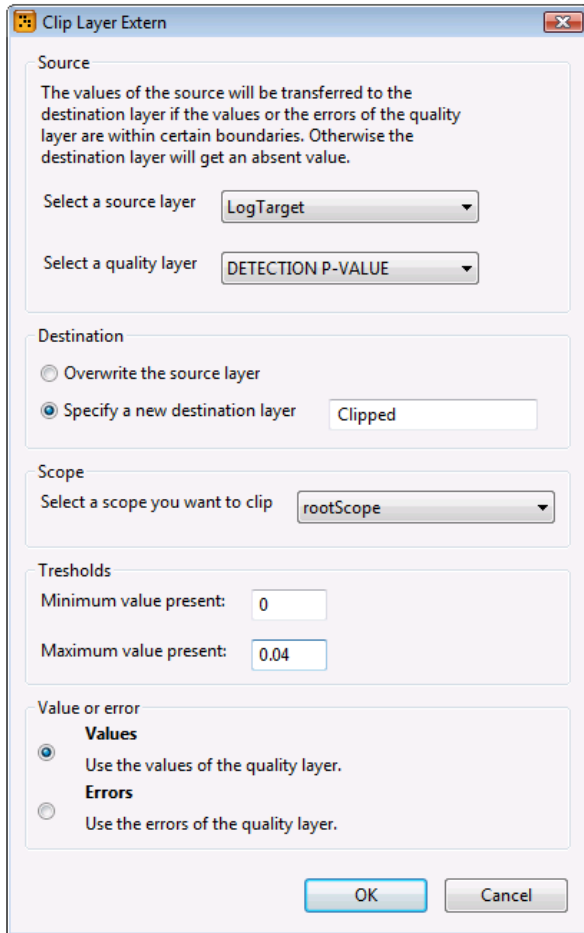 Clip Layer Extern
Source
The values of the source will be transferred to the
destination layer if the values or the errors of the quality
layer are within certain boundaries. Otherwise the
destination layer will get an absent value.
Select a source layer LogTarget
Select a quality layer DETECTION P-VALUE
Destination
Overwrite the source layer
Specify a new destination layer Clipped
Scope
Select a scope you want to clip rootScope
Tresholds
Minimum value present: 0
Maximum value present: 0.04
Value or error
Values
Use the values of the quality layer.
Errors
Use the errors of the quality layer.
OK Cancel